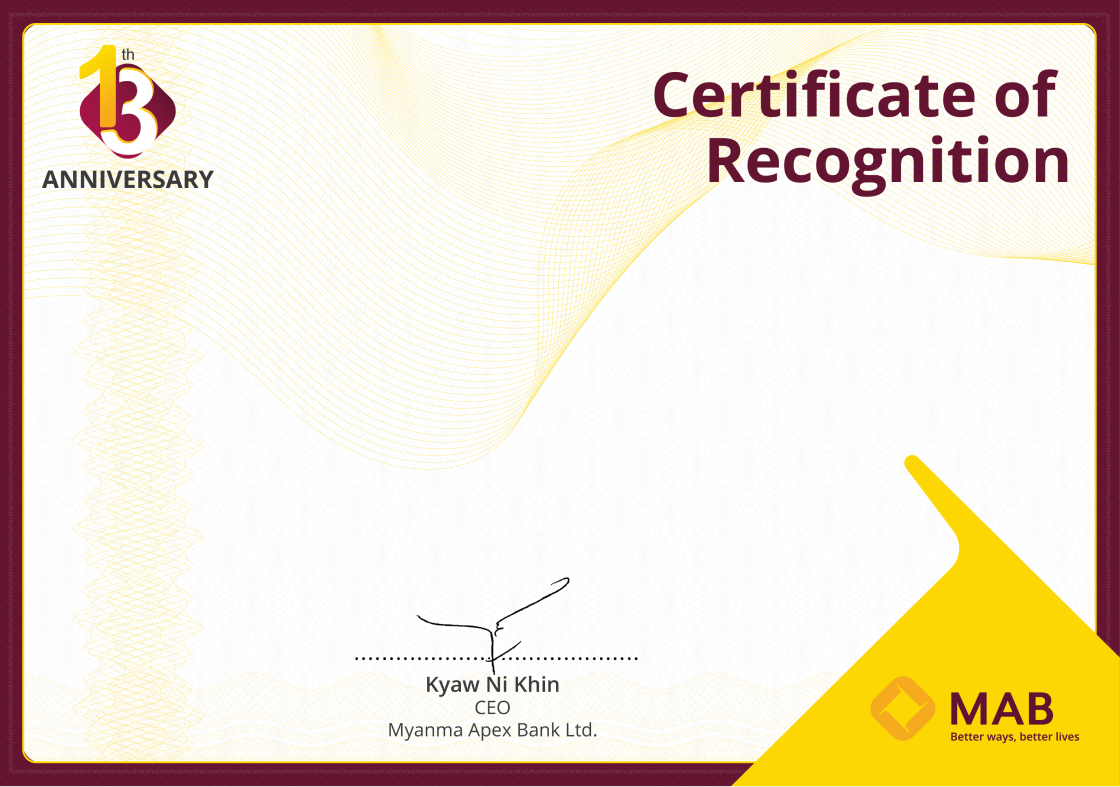 13th
ANNIVERSARY
Certificate of
Recognition
Kyaw Ni Khin
CEO
Myanma Apex Bank Ltd.
MAB
Better ways, better lives